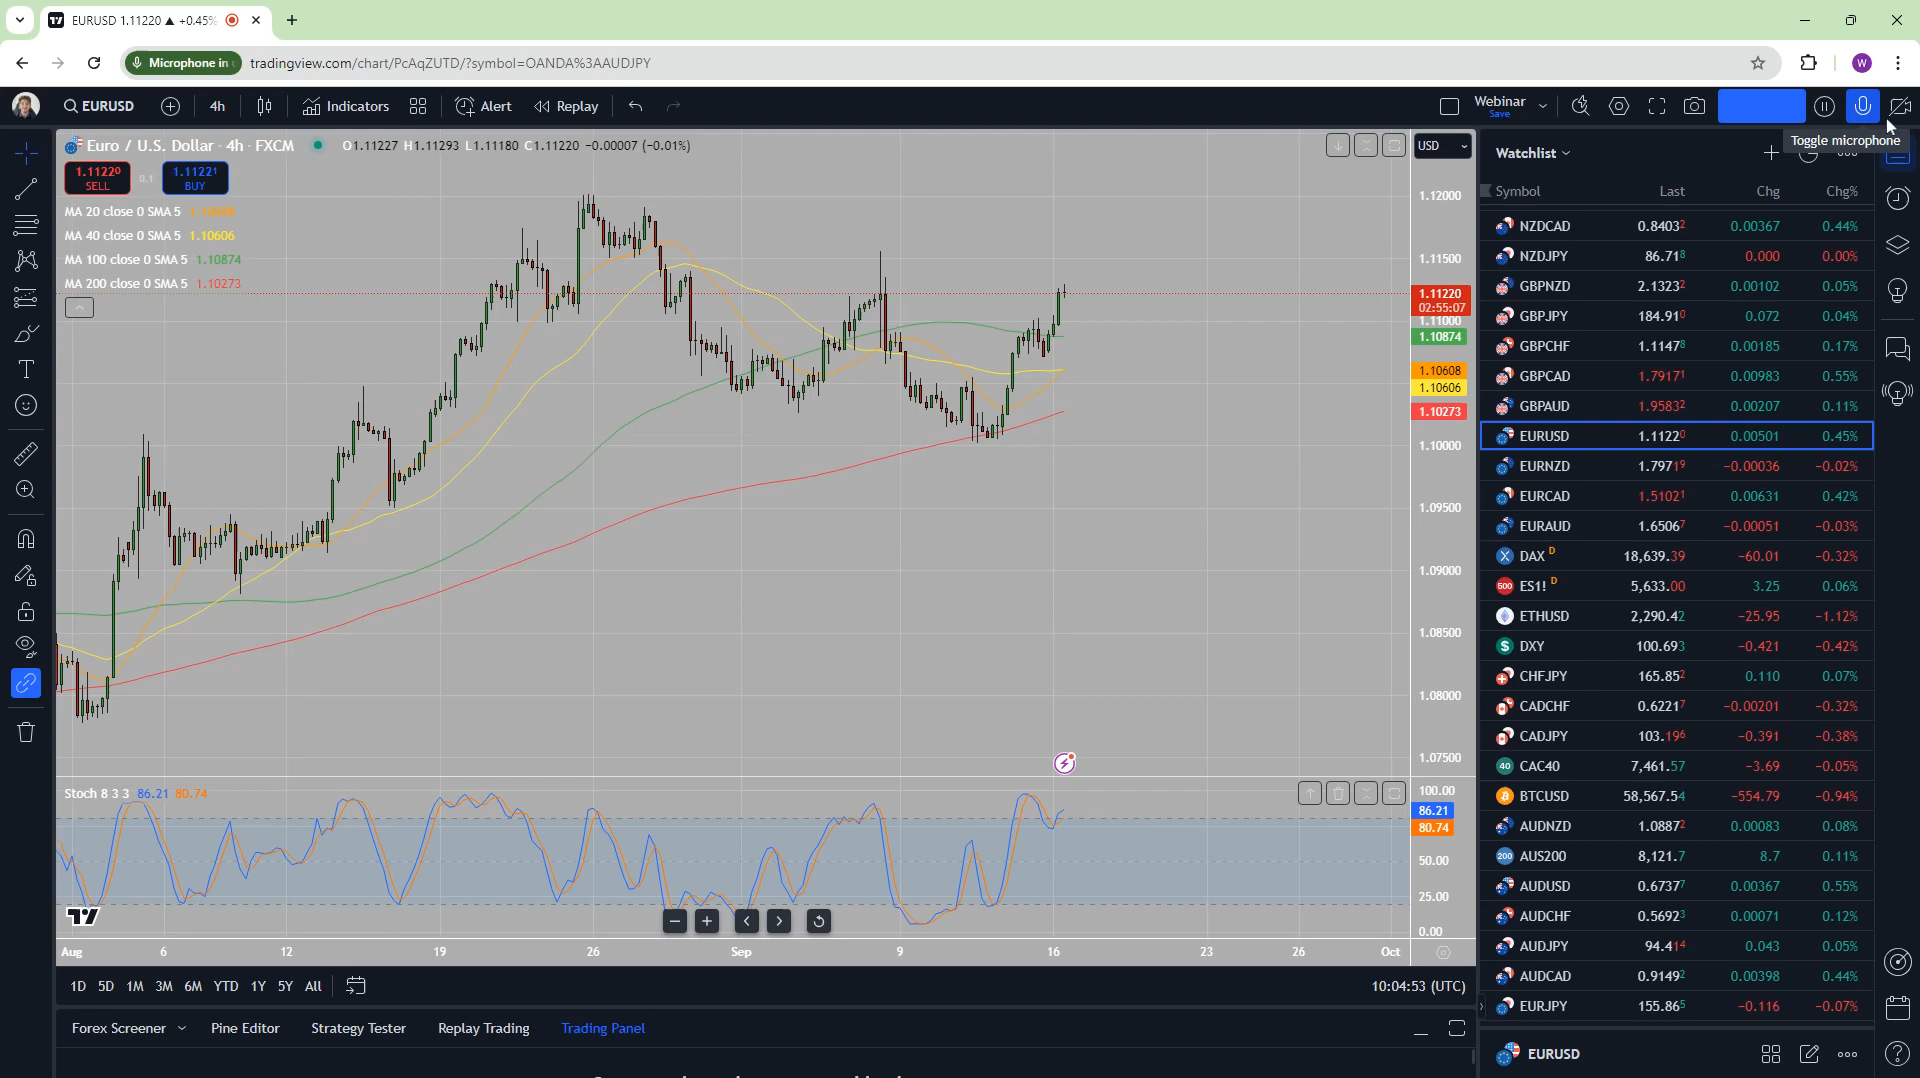 EURUSD 1.11220 ▲ +0.45%
Microphone in
tradingview.com/chart/PcAqZUTD/?symbol=OANDA%3AAUDJPY
W
EURUSD
4h
Indicators
Alert
Replay
Webinar
Save
Toggle microphone
Euro / U.S. Dollar · 4h · FXCM
O1.11227 H1.11293 L1.11180 C1.11220 −0.00007 (−0.01%)
1.11220
SELL
0.1
1.11221
BUY
MA 20 close 0 SMA 5
MA 40 close 0 SMA 5 1.10606
MA 100 close 0 SMA 5 1.10874
MA 200 close 0 SMA 5 1.10273
USD
1.12000
1.11500
1.11220
02:55:07
1.11000
1.10874
1.10608
1.10606
1.10273
1.10000
1.09500
1.09000
1.08500
1.08000
1.07500
Stoch 8 3 3 86.21 80.74
100.00
86.21
80.74
50.00
25.00
0.00
Aug 6 12 19 26 Sep 9 16 23 26 Oct
1D 5D 1M 3M 6M YTD 1Y 5Y All
10:04:53 (UTC)
Forex Screener
Pine Editor
Strategy Tester
Replay Trading
Trading Panel
Watchlist
Symbol Last Chg Chg%
NZDCAD 0.84032 0.00367 0.44%
NZDJPY 86.718 0.000 0.00%
GBPNZD 2.13232 0.00102 0.05%
GBPJPY 184.910 0.072 0.04%
GBPCHF 1.11478 0.00185 0.17%
GBPCAD 1.79171 0.00983 0.55%
GBPAUD 1.95832 0.00207 0.11%
EURUSD 1.11220 0.00501 0.45%
EURNZD 1.79719 −0.00036 −0.02%
EURCAD 1.51021 0.00631 0.42%
EURAUD 1.65067 −0.00051 −0.03%
DAX D 18,639.39 −60.01 −0.32%
500 ES1! D 5,633.00 3.25 0.06%
ETHUSD 2,290.42 −25.95 −1.12%
DXY 100.693 −0.421 −0.42%
CHFJPY 165.852 0.110 0.07%
CADCHF 0.62217 −0.00201 −0.32%
CADJPY 103.196 −0.391 −0.38%
40 CAC40 7,461.57 −3.69 −0.05%
BTCUSD 58,567.54 −554.79 −0.94%
AUDNZD 1.08872 0.00083 0.08%
200 AUS200 8,121.7 8.7 0.11%
AUDUSD 0.67377 0.00367 0.55%
AUDCHF 0.56923 0.00071 0.12%
AUDJPY 94.414 0.043 0.05%
AUDCAD 0.91492 0.00398 0.44%
EURJPY 155.865 −0.116 −0.07%
EURUSD